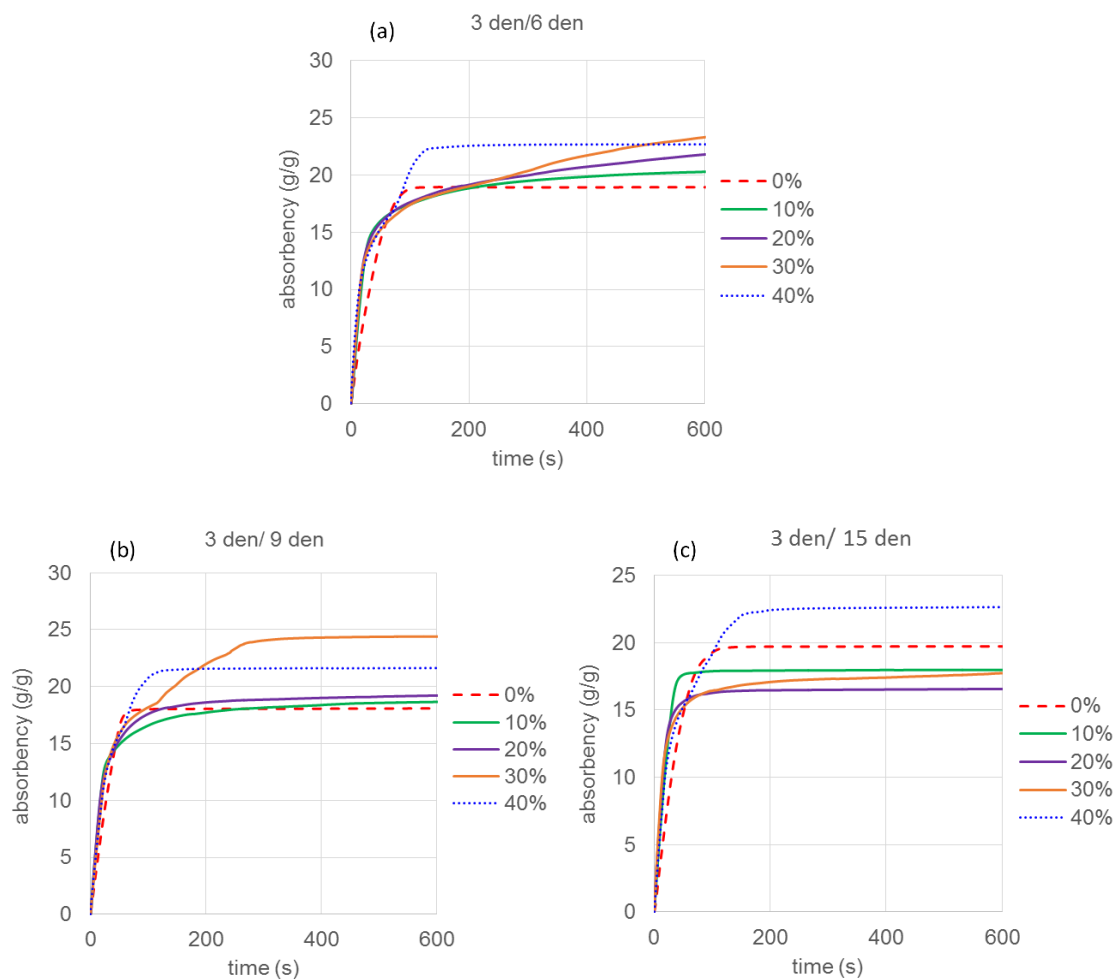 (a) 3 den/6 den
30
25
20
15
10
5
0
absorbency (g/g)
0 200 400 600
time (s)
0%
10%
20%
30%
40%
(b) 3 den/ 9 den
30
25
20
15
10
5
0
absorbency (g/g)
0 200 400 600
time (s)
0%
10%
20%
30%
40%
(c) 3 den/ 15 den
25
20
15
10
5
0
absorbency (g/g)
0 200 400 600
time (s)
0%
10%
20%
30%
40%